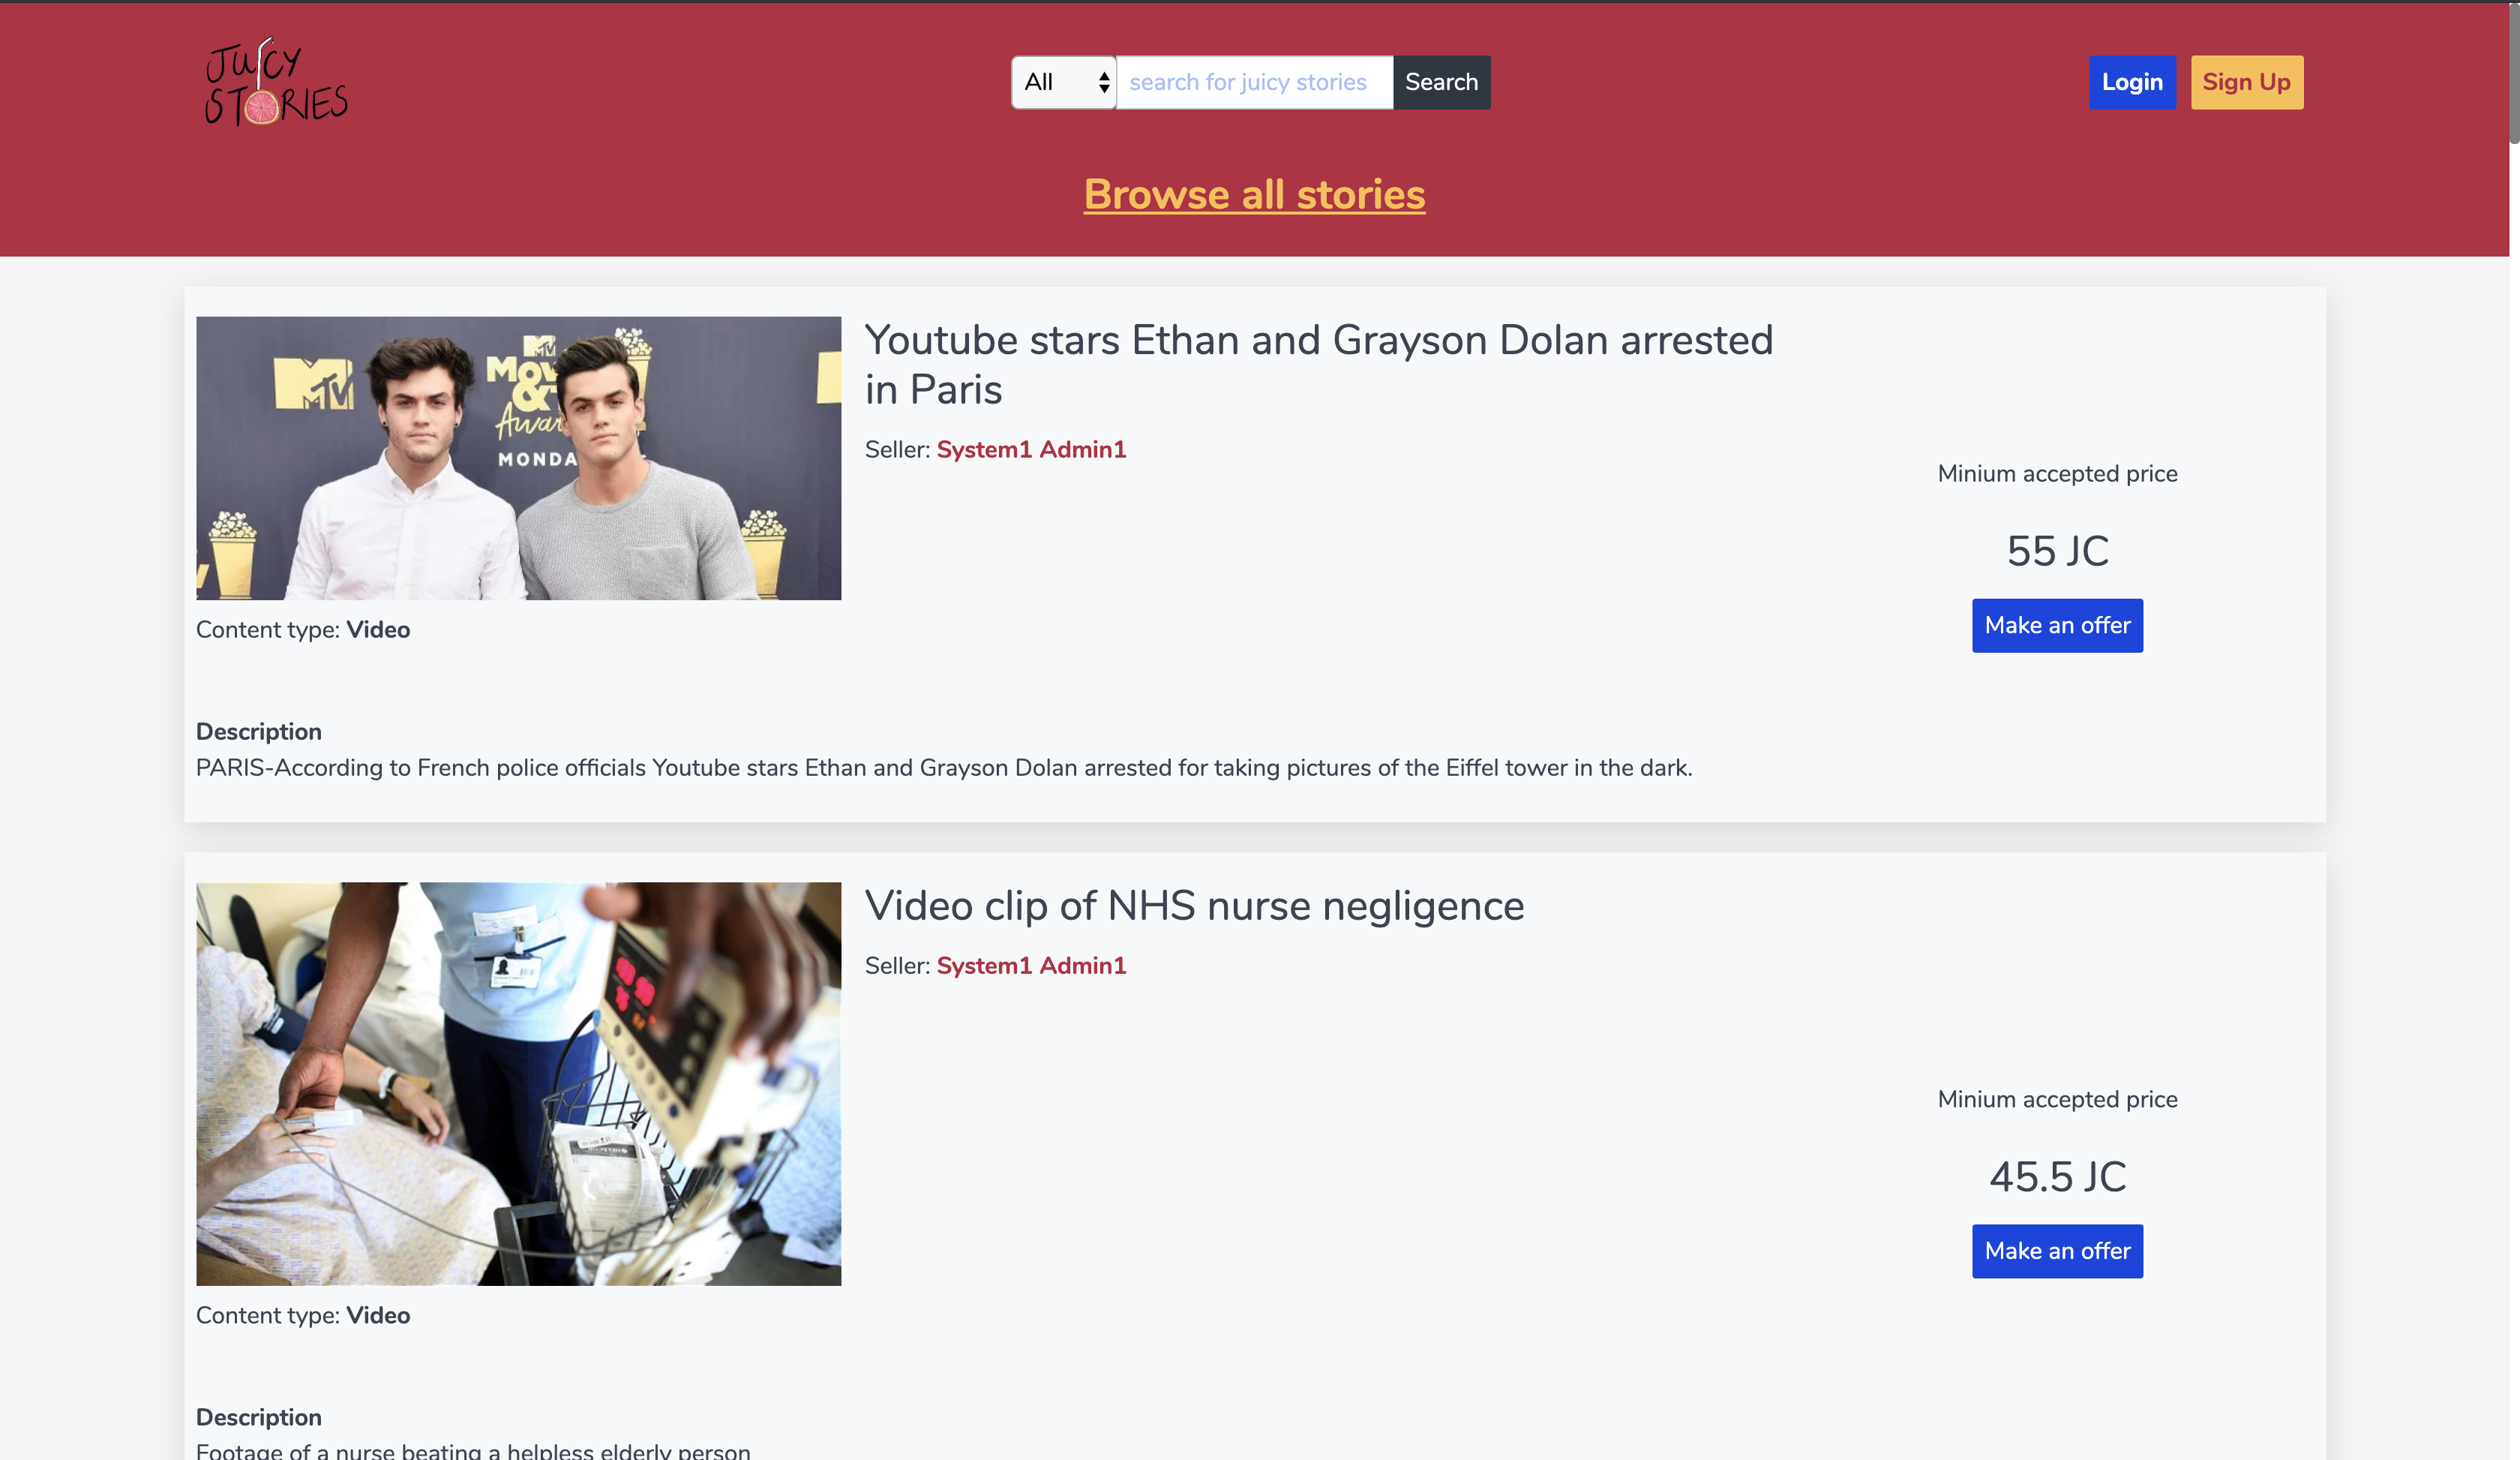 JUICY
STORIES
All
search for juicy stories
Search
Login
Sign Up
Browse all stories
MTV
MTV
MOV
&
Awar
MONDA
Youtube stars Ethan and Grayson Dolan arrested
in Paris
Seller: System1 Admin1
Minium accepted price
55 JC
Make an offer
Content type: Video
Description
PARIS-According to French police officials Youtube stars Ethan and Grayson Dolan arrested for taking pictures of the Eiffel tower in the dark.
Video clip of NHS nurse negligence
Seller: System1 Admin1
Minium accepted price
45.5 JC
Make an offer
Content type: Video
Description
Footage of a nurse beating a helpless elderly person